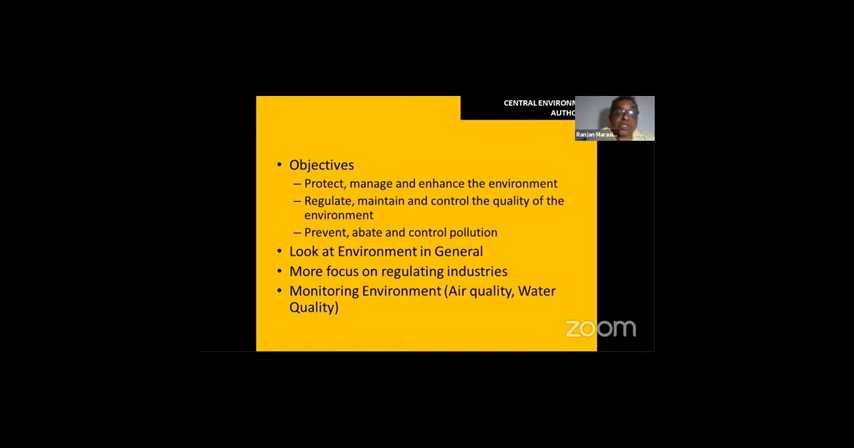 CENTRAL ENVIRONM
AUTHO
Ranjan Maras
• Objectives
– Protect, manage and enhance the environment
– Regulate, maintain and control the quality of the
environment
– Prevent, abate and control pollution
• Look at Environment in General
• More focus on regulating industries
• Monitoring Environment (Air quality, Water
Quality)
zoom